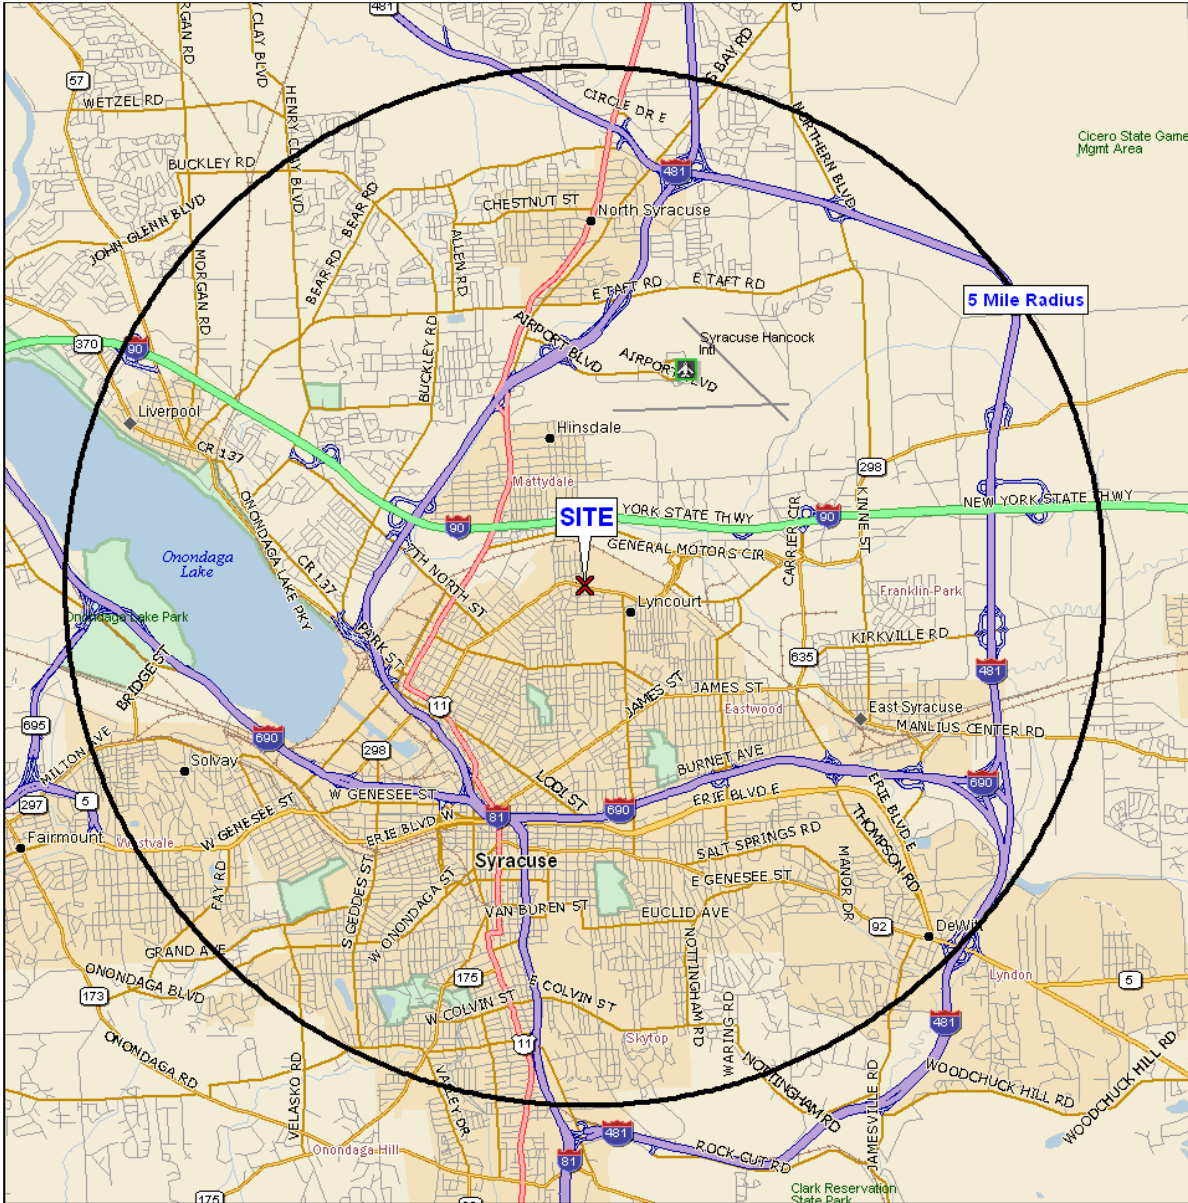 481
RGAN RD
CLAY BLVD
S BAY RD
57
WETZEL RD
HENRY CLAY BLVD
CIRCLE DR E
NORTHERN BLVD
Cicero State Game
Mgmt Area
BUCKLEY RD
481
BEAR RD
BEAR RD
CHESTNUT ST
North Syracuse
JOHN GLENN BLVD
ALLEN RD
MORGAN RD
E TAFT RD
E TAFT RD
5 Mile Radius
AIRPORT BLVD
Syracuse Hancock
Intl
370
90
BUCKLEY RD
AIRPORT BLVD
Liverpool
Hinsdale
CR 137
298
Mattydale
KINNE ST
ONONDAGA LAKE PKY
SITE
YORK STATE THWY
NEW YORK STATE THWY
90
90
CARRIER CIR
GENERAL MOTORS CIR
7TH NORTH ST
Onondaga
Lake
CR 137
Franklin Park
Lyncourt
Onondaga Lake Park
PARK ST
KIRKVILLE RD
BRIDGE ST
635
481
JAMES ST
JAMES ST
11
Eastwood
East Syracuse
695
MANLIUS CENTER RD
690
298
MILTON AVE
Solvay
BURNET AVE
LODI ST
690
W GENESEE ST
ERIE BLVD E
ERIE BLVD E
297
5
W GENESEE ST
81
690
THOMPSON RD
Fairmount
Westvale
ERIE BLVD W
SALT SPRINGS RD
Syracuse
MANOR DR
FAY RD
S GEDDES ST
W ONONDAGA ST
E GENESEE ST
VAN BUREN ST
EUCLID AVE
92
DeWitt
GRAND AVE
NOTTINGHAM RD
ONONDAGA BLVD
175
E COLVIN ST
Lyndon
5
173
W COLVIN ST
WARING RD
481
ONONDAGA RD
11
Skytop
VELASKO RD
VALLEY DR
NOTTINGHAM RD
JAMESVILLE RD
WOODCHUCK HILL RD
WOODCHUCK HILL RD
481
ROCK CUT RD
Onondaga Hill
81
175
Clark Reservation
State Park